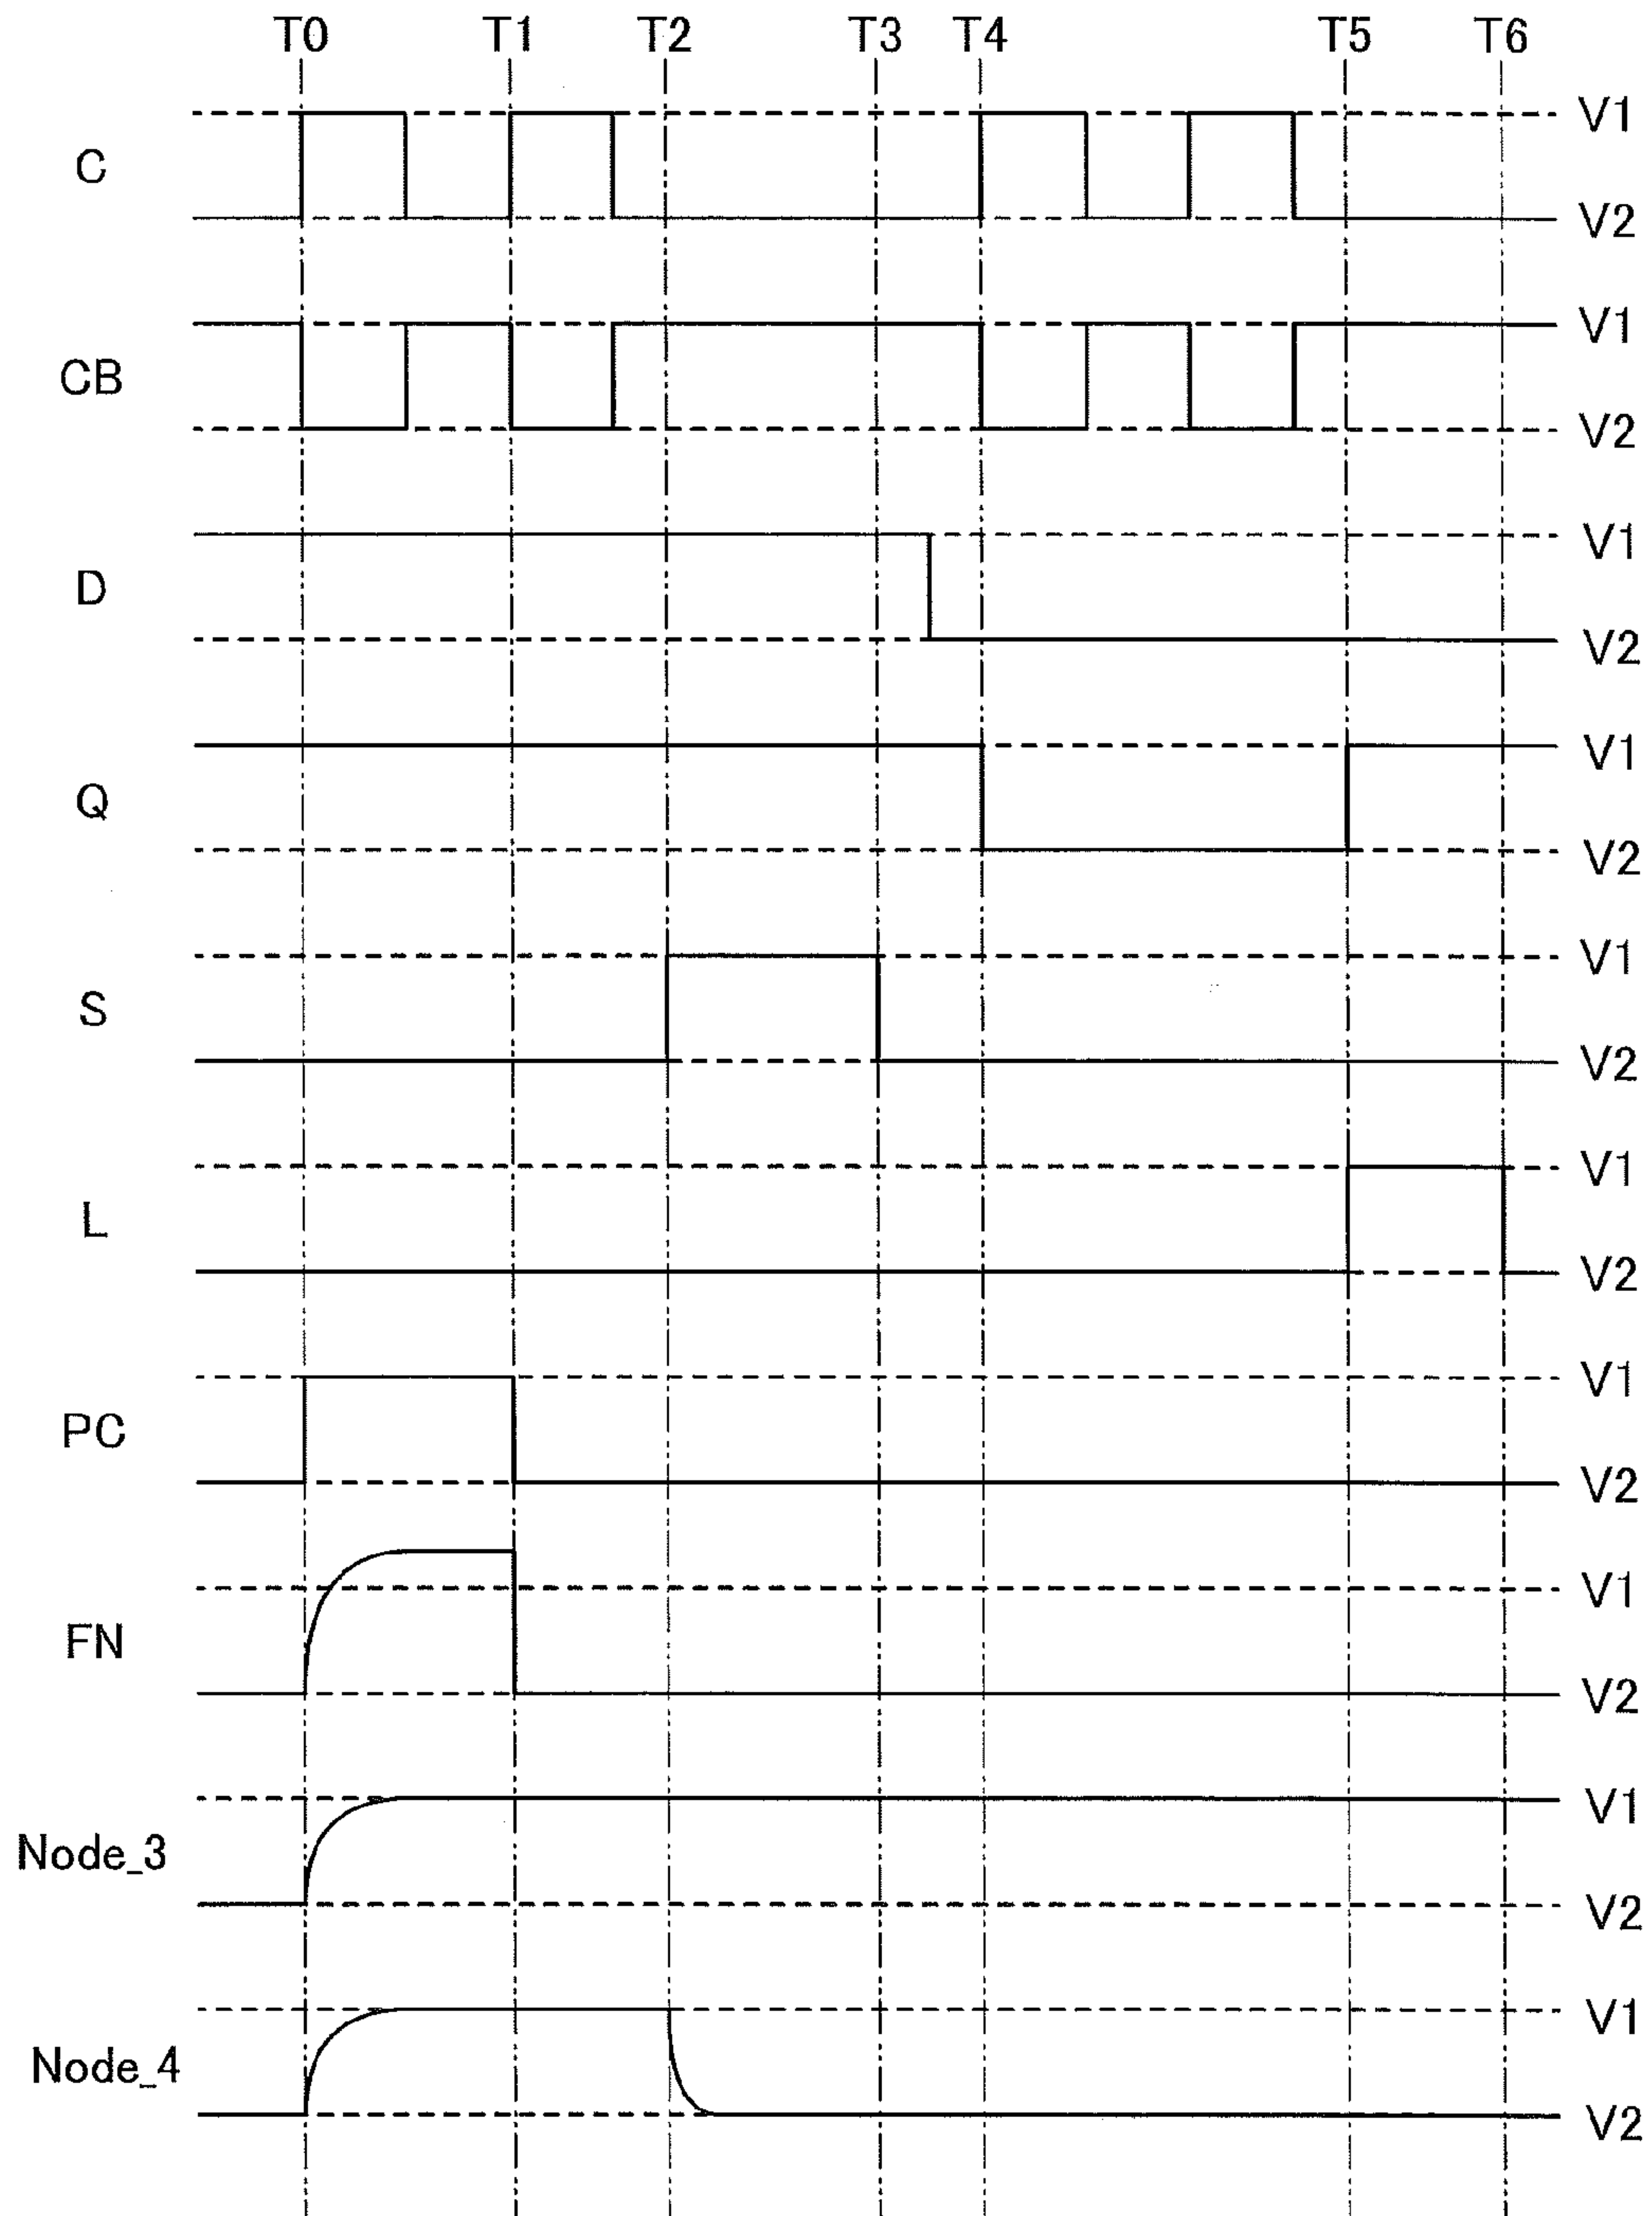 T0 T1 T2 T3 T4 T5 T6
V1
C
V2
V1
CB
V2
V1
D
V2
V1
Q
V2
V1
S
V2
V1
L
V2
V1
PC
V2
V1
FN
V2
V1
Node_3
V2
V1
Node_4
V2